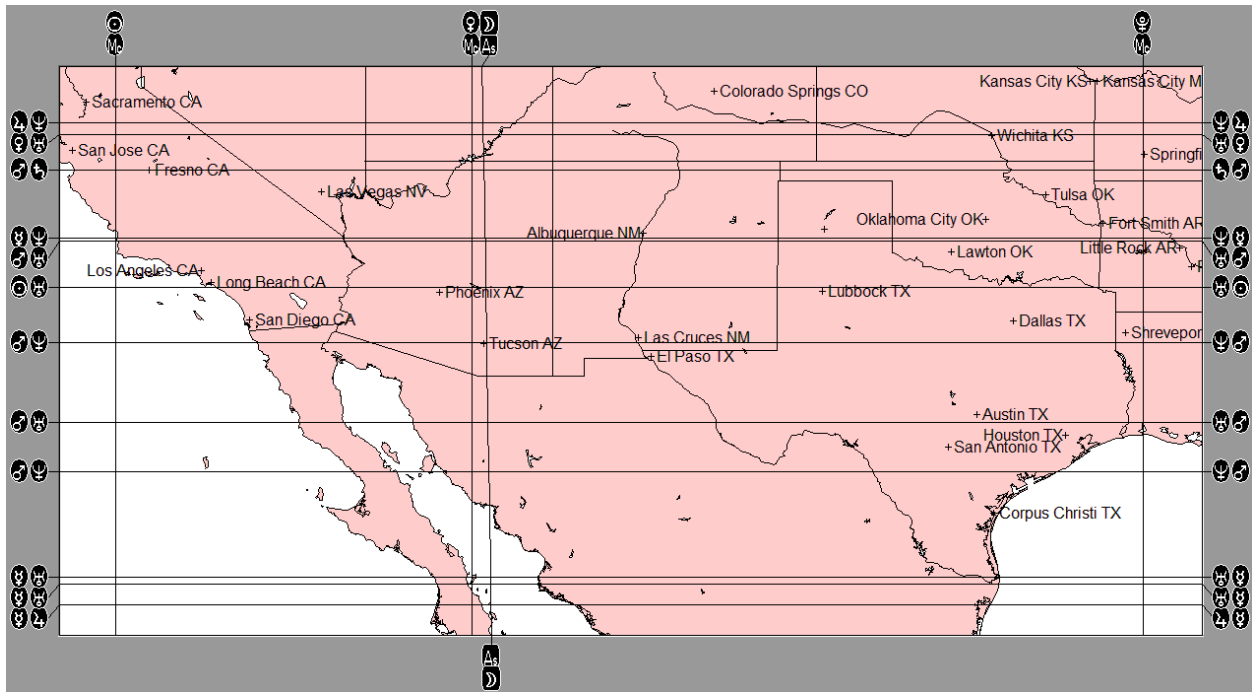 Mc
Mc As
Mc
Colorado Springs CO
Kansas City KS
Kansas City M
Sacramento CA
Wichita KS
San Jose CA
Springfi
Fresno CA
Las Vegas NV
Tulsa OK
Oklahoma City OK
Fort Smith AR
Albuquerque NM
Little Rock AR
Lawton OK
Los Angeles CA
Long Beach CA
Phoenix AZ
Lubbock TX
San Diego CA
Dallas TX
Shrevepor
Las Cruces NM
Tucson AZ
El Paso TX
Austin TX
Houston TX
San Antonio TX
Corpus Christi TX
As